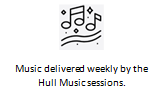 Music delivered weekly by the
Hull Music sessions.